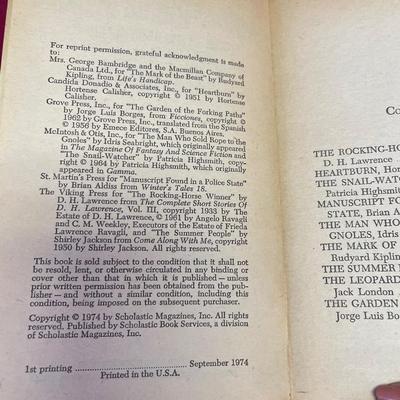 For reprint permission, grateful acknowledgment is made
to:
Mrs. George Bambridge and the Macmillan Company of
Canada Ltd., for "The Mark of the Beast" by Rudyard
Kipling, from Life's Handicap.
Candida Donadio & Associates, Inc., for "Heartburn" by
Hortense Calisher, copyright © 1951 by Hortense
Calisher.
Grove Press, Inc., for "The Garden of the Forking Paths"
by Jorge Luis Borges, from Ficciones, copyright ©
1962 by Grove Press, Inc., translated from the Spanish
© 1956 by Emece Editores, S.A. Buenos Aires.
McIntosh & Otis, Inc., for "The Man Who Sold Rope to the
Gnoles" by Idris Seabright, which originally appeared
in The Magazine Of Fantasy And Science Fiction and
"The Snail-Watcher" by Patricia Highsmith, copy-
right © 1964 by Patricia Highsmith, which originally
appeared in Gamma.
St. Martin's Press for "Manuscript Found in a Police State"
by Brian Aldiss from Winter's Tales 18.
The Viking Press for "The Rocking-Horse Winner" by
D. H. Lawrence from The Complete Short Stories Of
D. H. Lawrence, Vol. III, copyright 1933 by The
Estate of D. H. Lawrence, © 1961 by Angelo Ravagli
and C. M. Weekley, Executors of the Estate of Frieda
Lawrence Ravagli, and "The Summer People" by
Shirley Jackson from Come Along With Me, copyright
1950 by Shirley Jackson. All rights reserved.
This book is sold subject to the condition that it shall not
be resold, lent, or otherwise circulated in any binding or
cover other than that in which it is published—unless
prior written permission has been obtained from the pub-
lisher—and without a similar condition, including this
condition, being imposed on the subsequent purchaser.
Copyright © 1974 by Scholastic Magazines, Inc. All rights
reserved. Published by Scholastic Book Services, a division
of Scholastic Magazines, Inc.
1st printing ........ September 1974
Printed in the U.S.A.
Co
THE ROCKING-HOR
D. H. Lawrence
HEARTBURN, Hort
THE SNAIL-WATC
Patricia Highsmi
MANUSCRIPT FOU
STATE, Brian A
THE MAN WHO
GNOLES, Idris
THE MARK OF
Rudyard Kiplin
THE SUMMER
THE LEOPARD
Jack London
THE GARDEN
Jorge Luis Bo